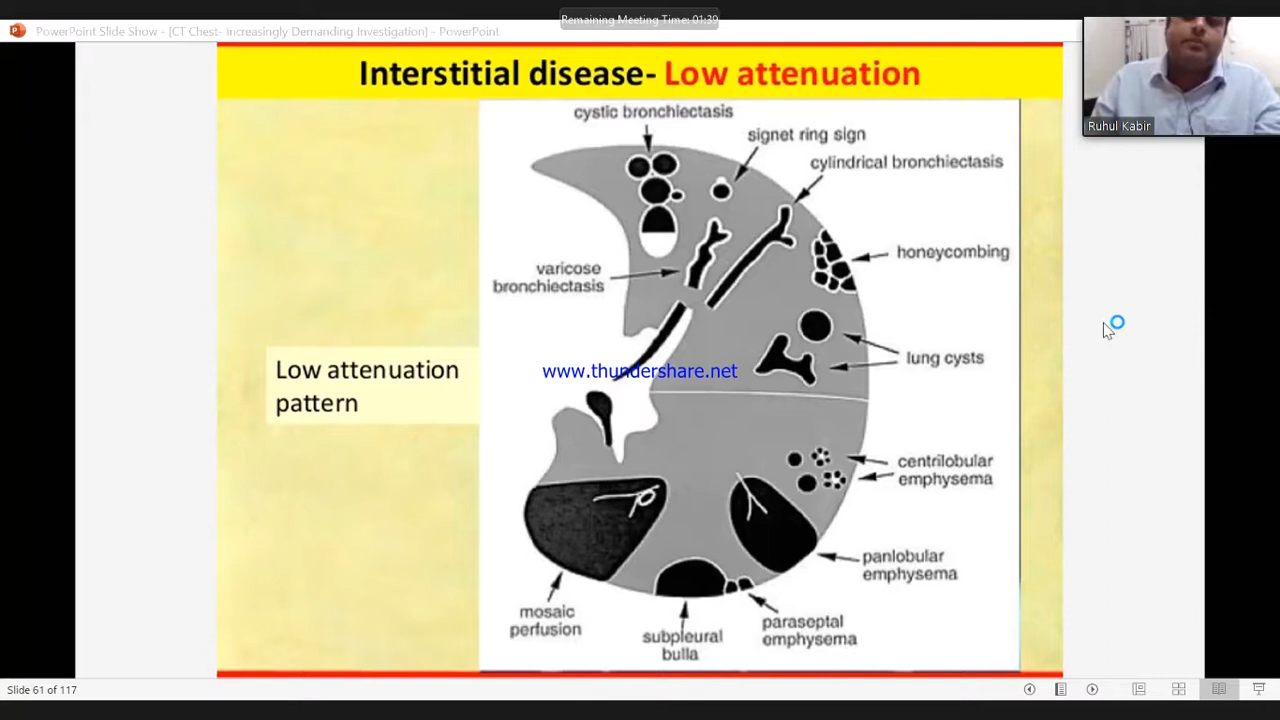 Remaining Meeting Time: 01:39
PowerPoint Slide Show - [CT Chest- Increasingly Demanding Investigation] - PowerPoint
Interstitial disease- Low attenuation
Ruhul Kabir
cystic bronchiectasis
signet ring sign
cylindrical bronchiectasis
honeycombing
varicose
bronchiectasis
lung cysts
www.thundershare.net
Low attenuation
pattern
centrilobular
emphysema
panlobular
emphysema
mosaic
perfusion
subpleural
bulla
paraseptal
emphysema
Slide 61 of 117